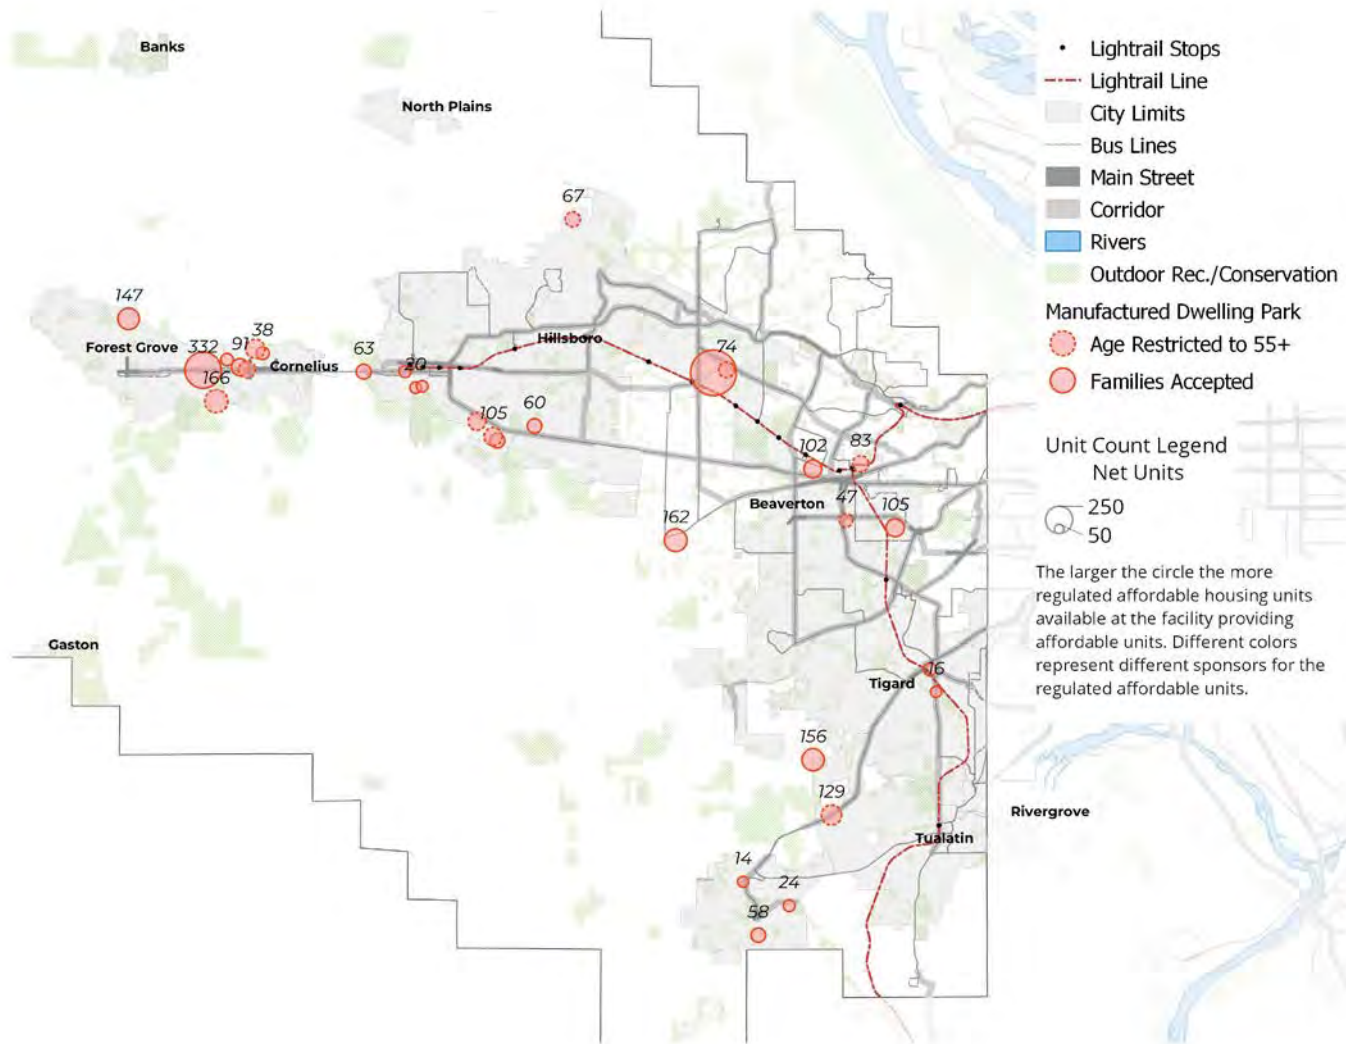 Banks
North Plains
67
147
Forest Grove
332
91
38
Cornelius
166
63
20
Hillsboro
74
105
60
102
83
Beaverton
47
105
162
Gaston
Tigard
16
156
129
Rivergrove
Tualatin
14
24
58
Lightrail Stops
Lightrail Line
City Limits
Bus Lines
Main Street
Corridor
Rivers
Outdoor Rec./Conservation
Manufactured Dwelling Park
Age Restricted to 55+
Families Accepted
Unit Count Legend
Net Units
250
50
The larger the circle the more
regulated affordable housing units
available at the facility providing
affordable units. Different colors
represent different sponsors for the
regulated affordable units.